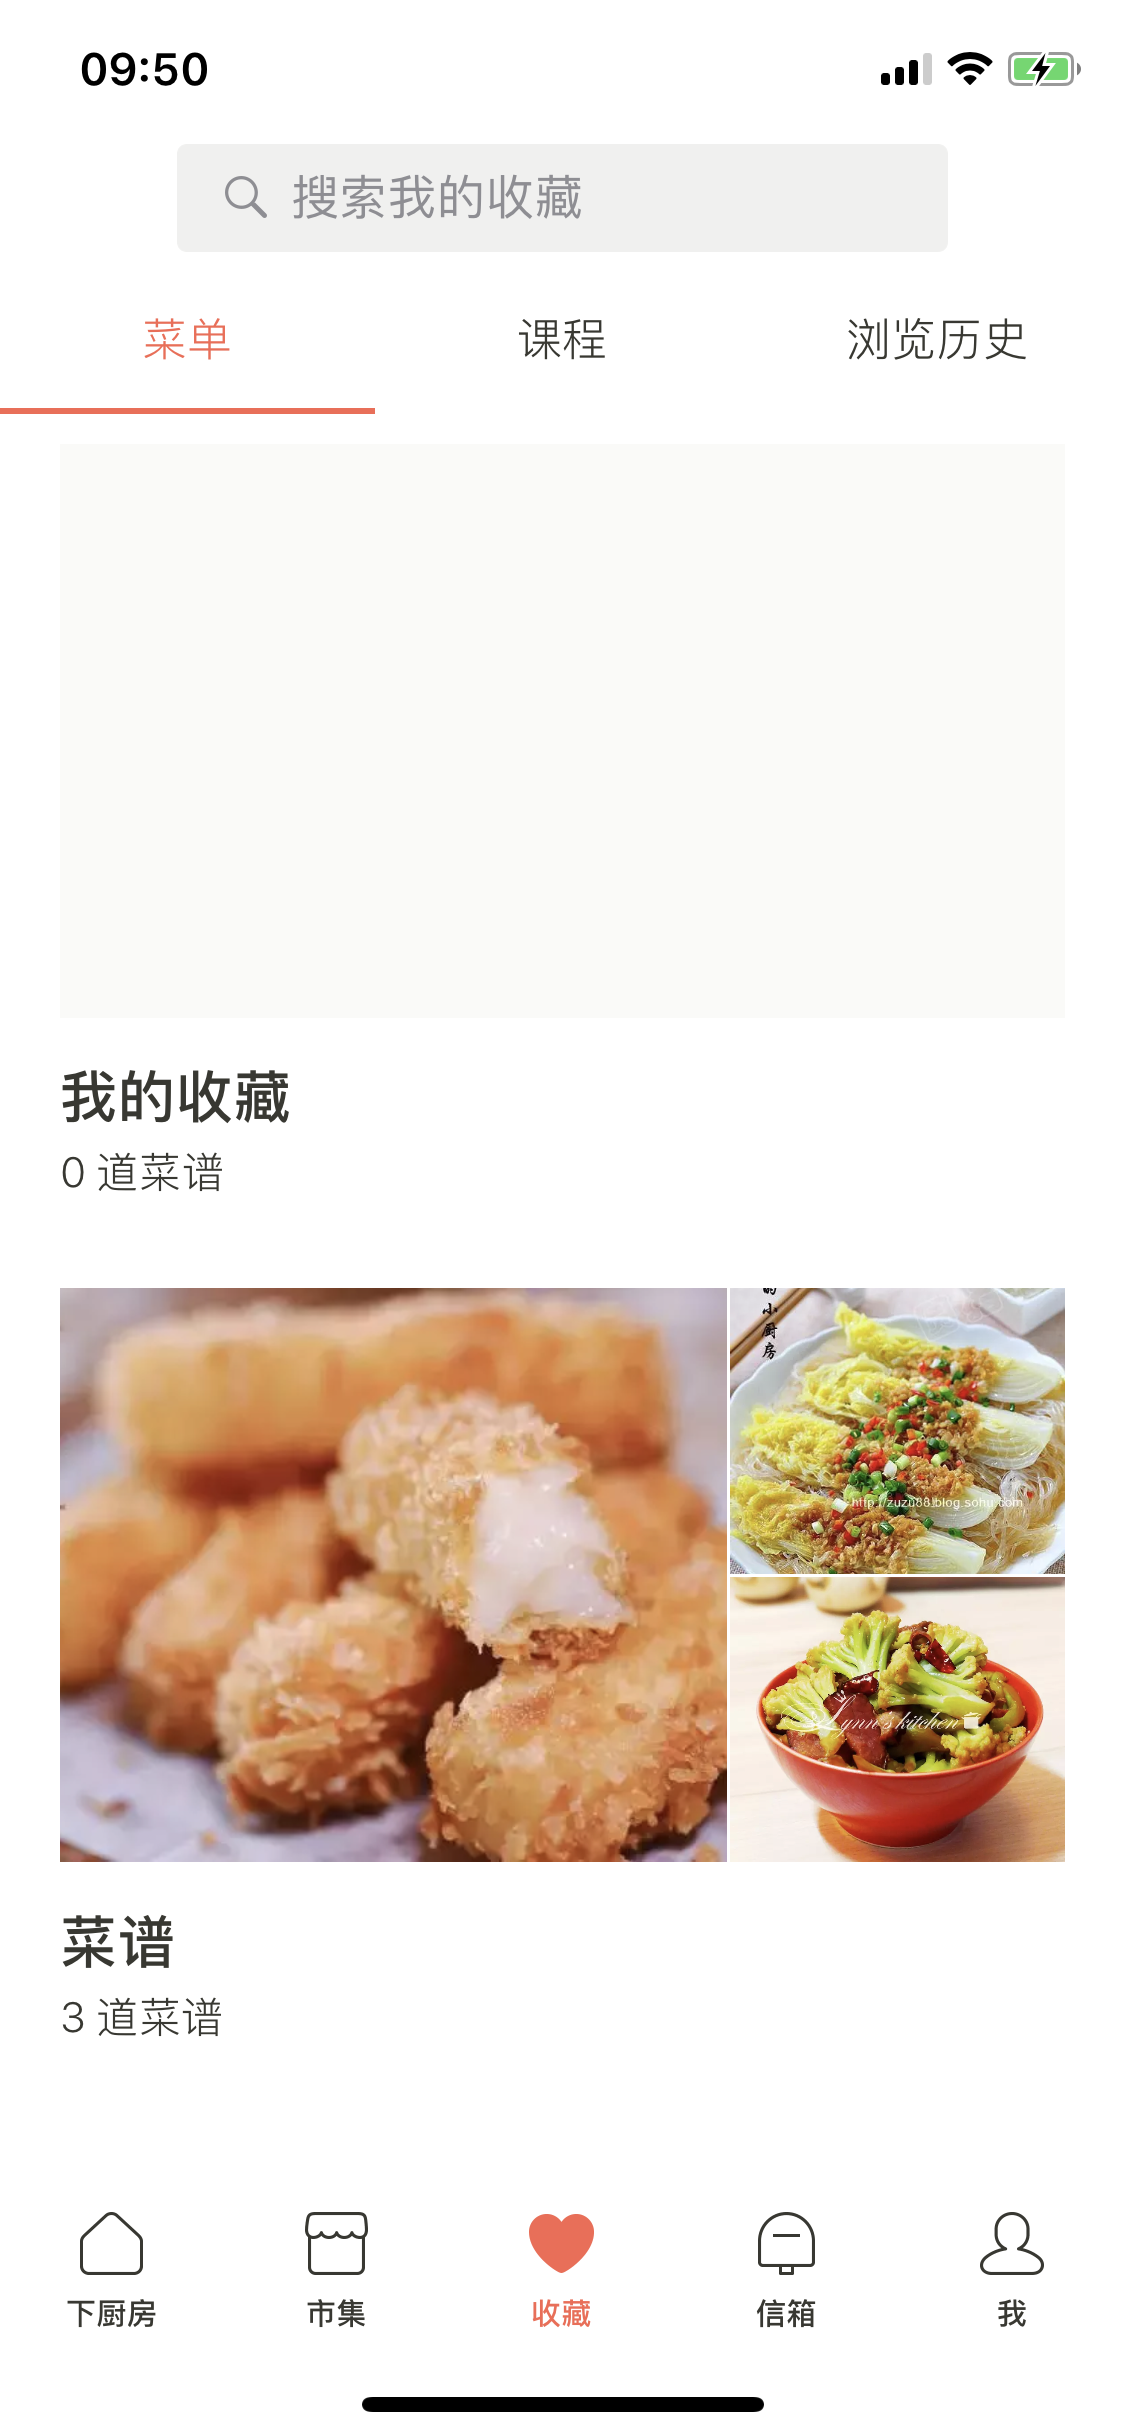 09:50
搜索我的收藏
菜单
课程
浏览历史
我的收藏
0 道菜谱
小厨房
http://zuzu88.blog.sohu.com
Lynn's kitchen
菜谱
3 道菜谱
下厨房
市集
收藏
信箱
我